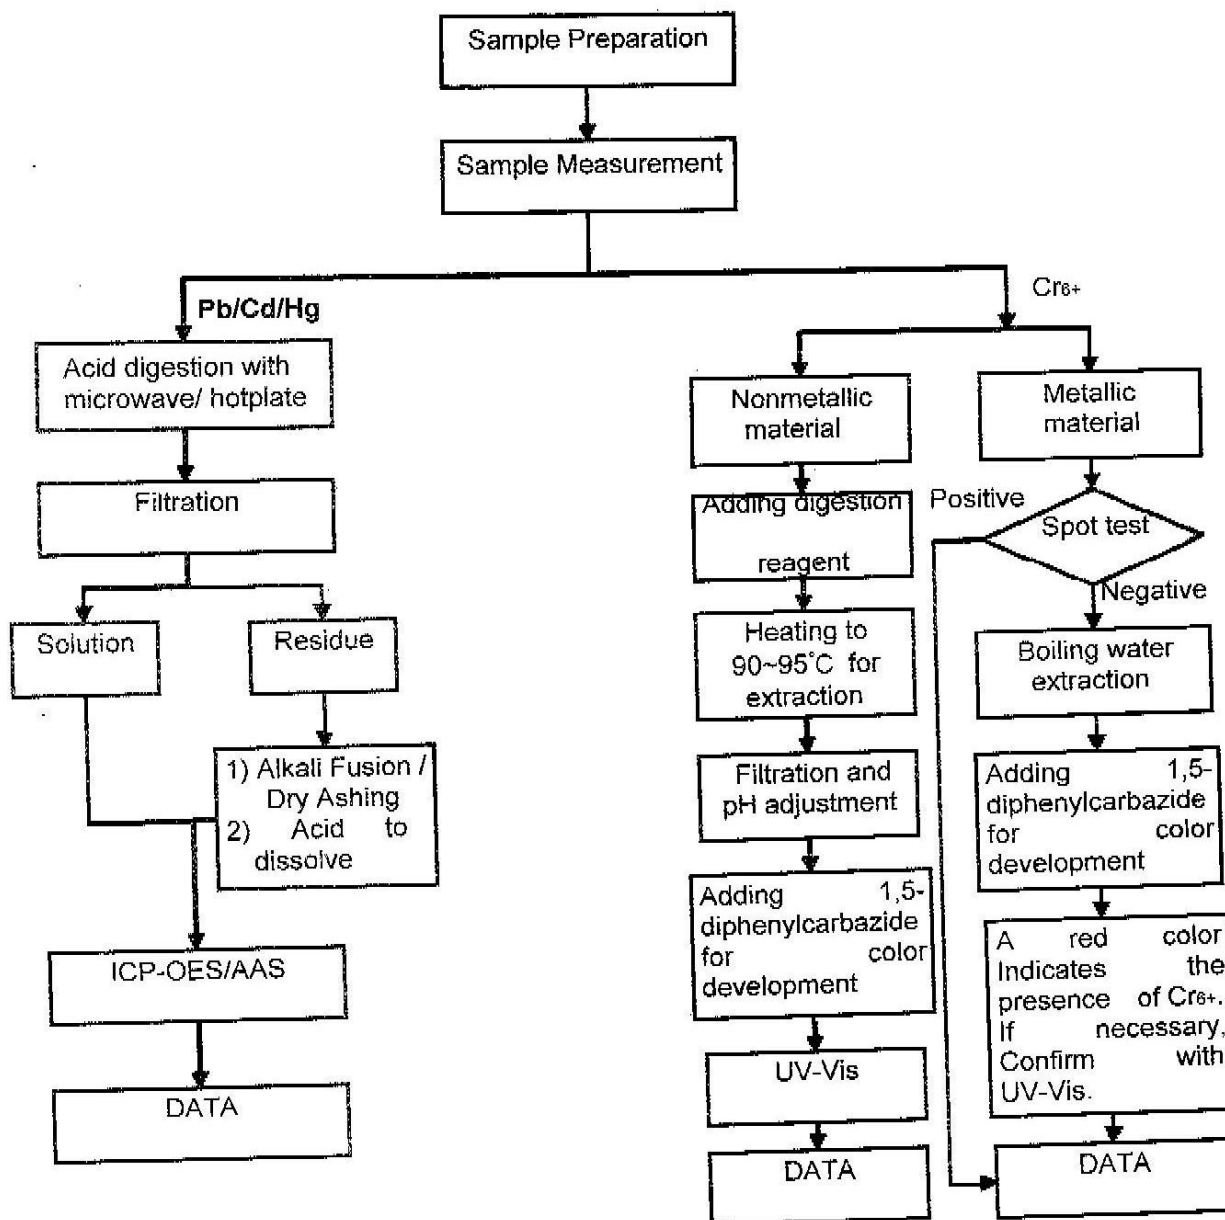 Sample Preparation
Sample Measurement
Pb/Cd/Hg
Cr6+
Acid digestion with
microwave/ hotplate
Filtration
Solution
Residue
1) Alkali Fusion /
Dry Ashing
2) Acid to
dissolve
ICP-OES/AAS
DATA
Nonmetallic
material
Adding digestion
reagent
Heating to
90~95°C for
extraction
Filtration and
pH adjustment
Adding 1,5-
diphenylcarbazide
for color
development
UV-Vis
DATA
Metallic
material
Positive
Spot test
Negative
Boiling water
extraction
Adding 1,5-
diphenylcarbazide
for color
development
A red color
Indicates the
presence of Cr6+.
If necessary,
Confirm with
UV-Vis.
DATA